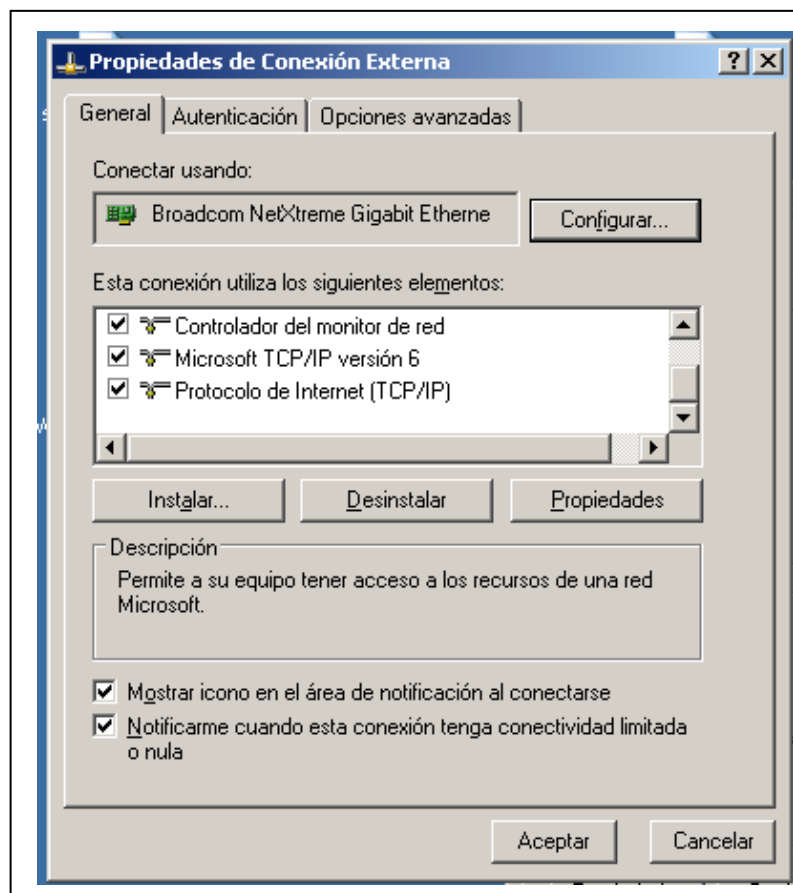 Propiedades de Conexión Externa
General Autenticación Opciones avanzadas
Conectar usando:
Broadcom NetXtreme Gigabit Etherne Configurar...
Esta conexión utiliza los siguientes elementos:
Controlador del monitor de red
Microsoft TCP/IP versión 6
Protocolo de Internet (TCP/IP)
Instalar... Desinstalar Propiedades
Descripción
Permite a su equipo tener acceso a los recursos de una red
Microsoft.
Mostrar icono en el área de notificación al conectarse
Notificarme cuando esta conexión tenga conectividad limitada
o nula
Aceptar Cancelar